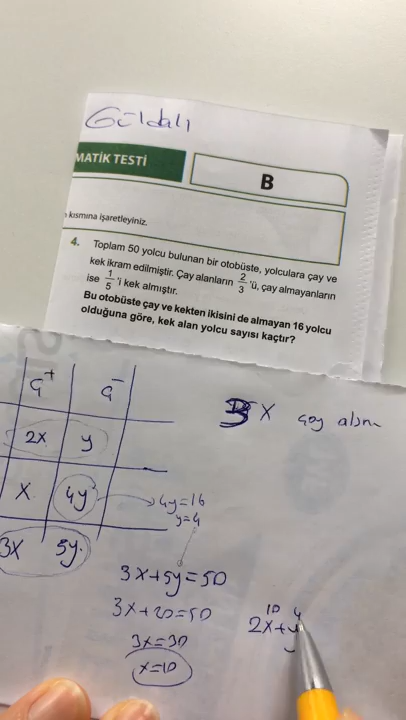 Güldalı
MATİK TESTİ
B
kısmına işaretleyiniz.
4. Toplam 50 yolcu bulunan bir otobüste, yolculara çay ve
kek ikram edilmiştir. Çay alanların 2/3 'ü, çay almayanların
ise 1/5 'i kek almıştır.
Bu otobüste çay ve kekten ikisini de almayan 16 yolcu
olduğuna göre, kek alan yolcu sayısı kaçtır?
Ç+ Ç-
2x y
x 4y → 4y=16
y=4
3x 5y
3x çay alan
3x+5y=50
3x+20=50
3x=30
x=10
10 4
2x+y